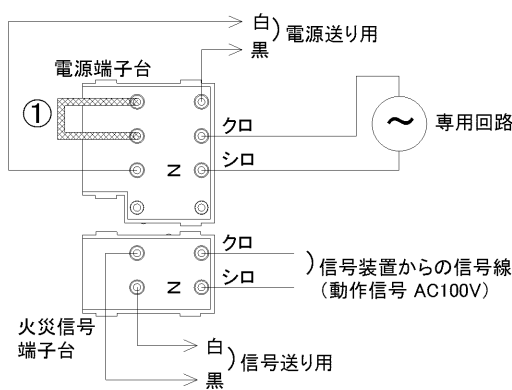 白
電源送り用
黒
電源端子台
①
クロ
専用回路
N
シロ
クロ
信号装置からの信号線
N
シロ
(動作信号 AC100V)
火災信号
端子台
白
信号送り用
黒